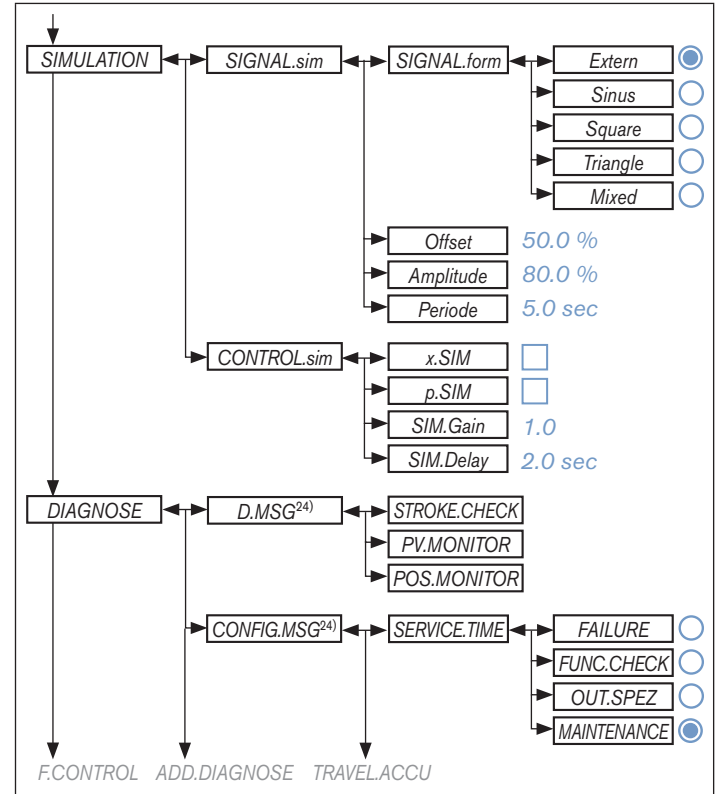 SIMULATION SIGNAL.sim SIGNAL.form Extern
Sinus
Square
Triangle
Mixed
Offset 50.0 %
Amplitude 80.0 %
Periode 5.0 sec
CONTROL.sim x.SIM
p.SIM
SIM.Gain 1.0
SIM.Delay 2.0 sec
DIAGNOSE D.MSG24) STROKE.CHECK
PV.MONITOR
POS.MONITOR
CONFIG.MSG24) SERVICE.TIME FAILURE
FUNC.CHECK
OUT.SPEZ
MAINTENANCE
F.CONTROL ADD.DIAGNOSE TRAVEL.ACCU